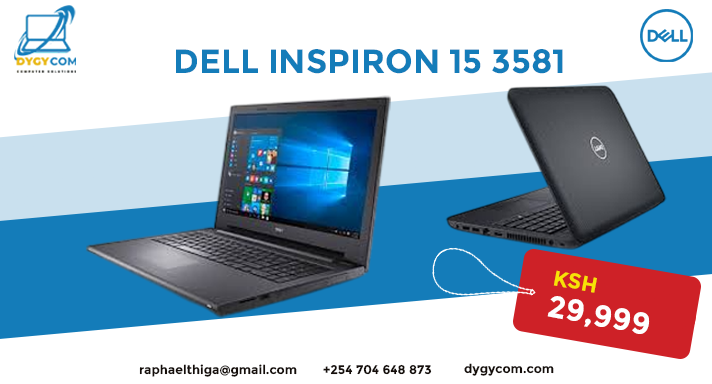 DYGYCOM
COMPUTER SOLUTIONS
DELL
DELL INSPIRON 15 3581
KSH
29,999
raphaelthiga@gmail.com +254 704 648 873 dygycom.com